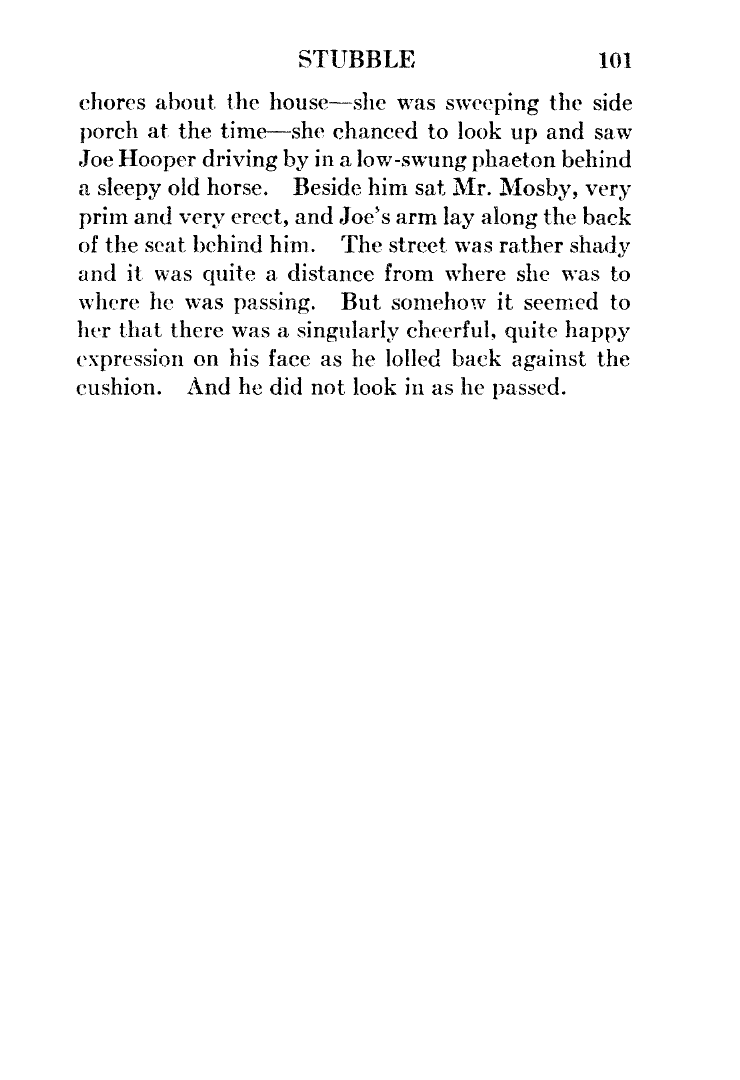 STUBBLE 101
chores about the house—she was sweeping the side
porch at the time—she chanced to look up and saw
Joe Hooper driving by in a low-swung phaeton behind
a sleepy old horse. Beside him sat Mr. Mosby, very
prim and very erect, and Joe's arm lay along the back
of the seat behind him. The street was rather shady
and it was quite a distance from where she was to
where he was passing. But somehow it seemed to
her that there was a singularly cheerful, quite happy
expression on his face as he lolled back against the
cushion. And he did not look in as he passed.